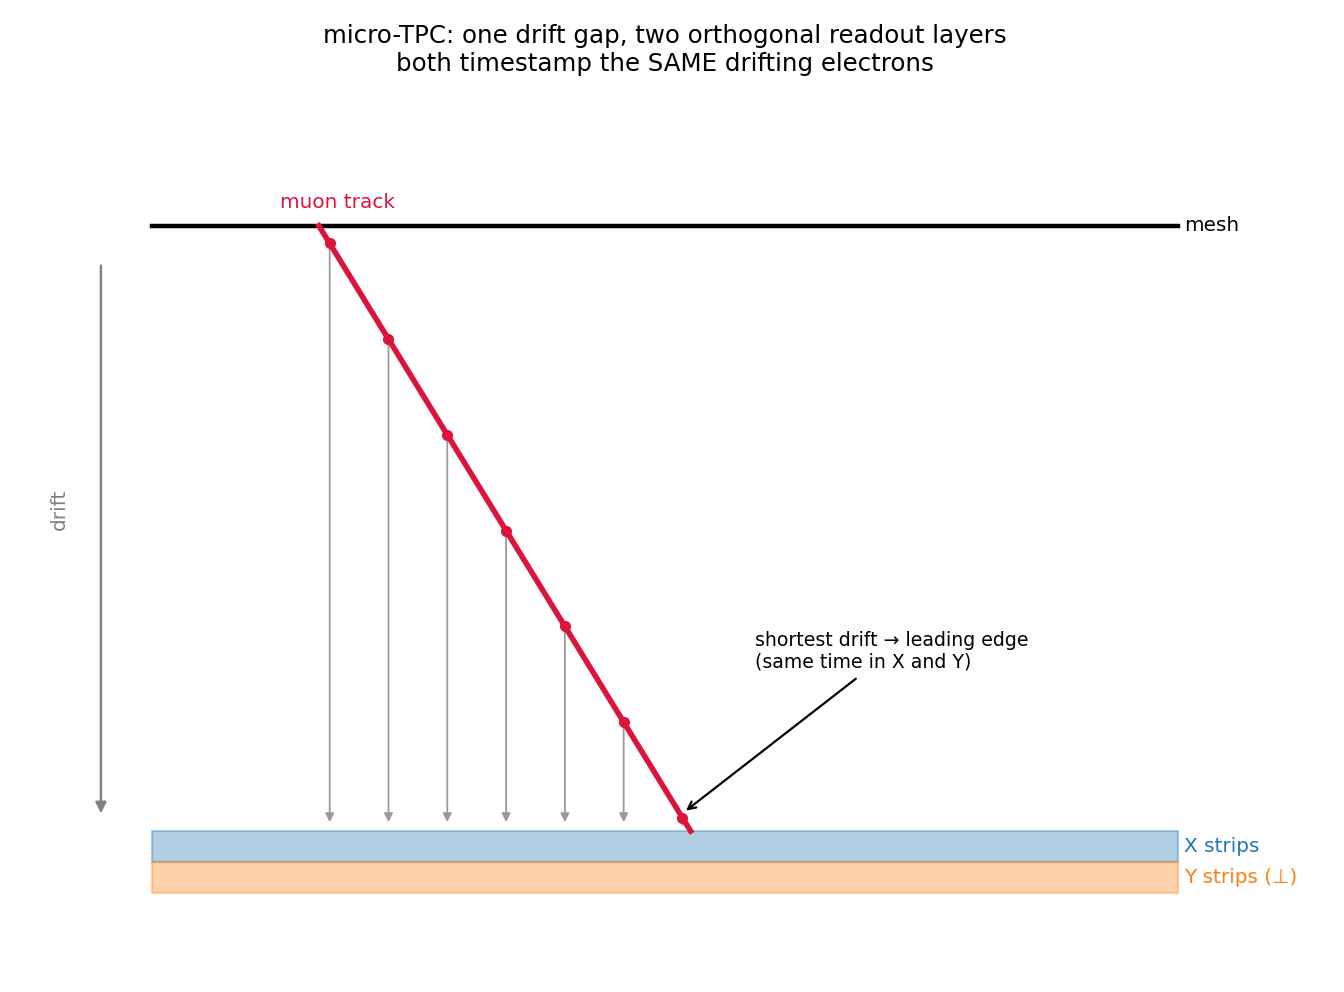 micro-TPC: one drift gap, two orthogonal readout layers
both timestamp the SAME drifting electrons
muon track
mesh
drift
shortest drift → leading edge
(same time in X and Y)
X strips
Y strips (⊥)